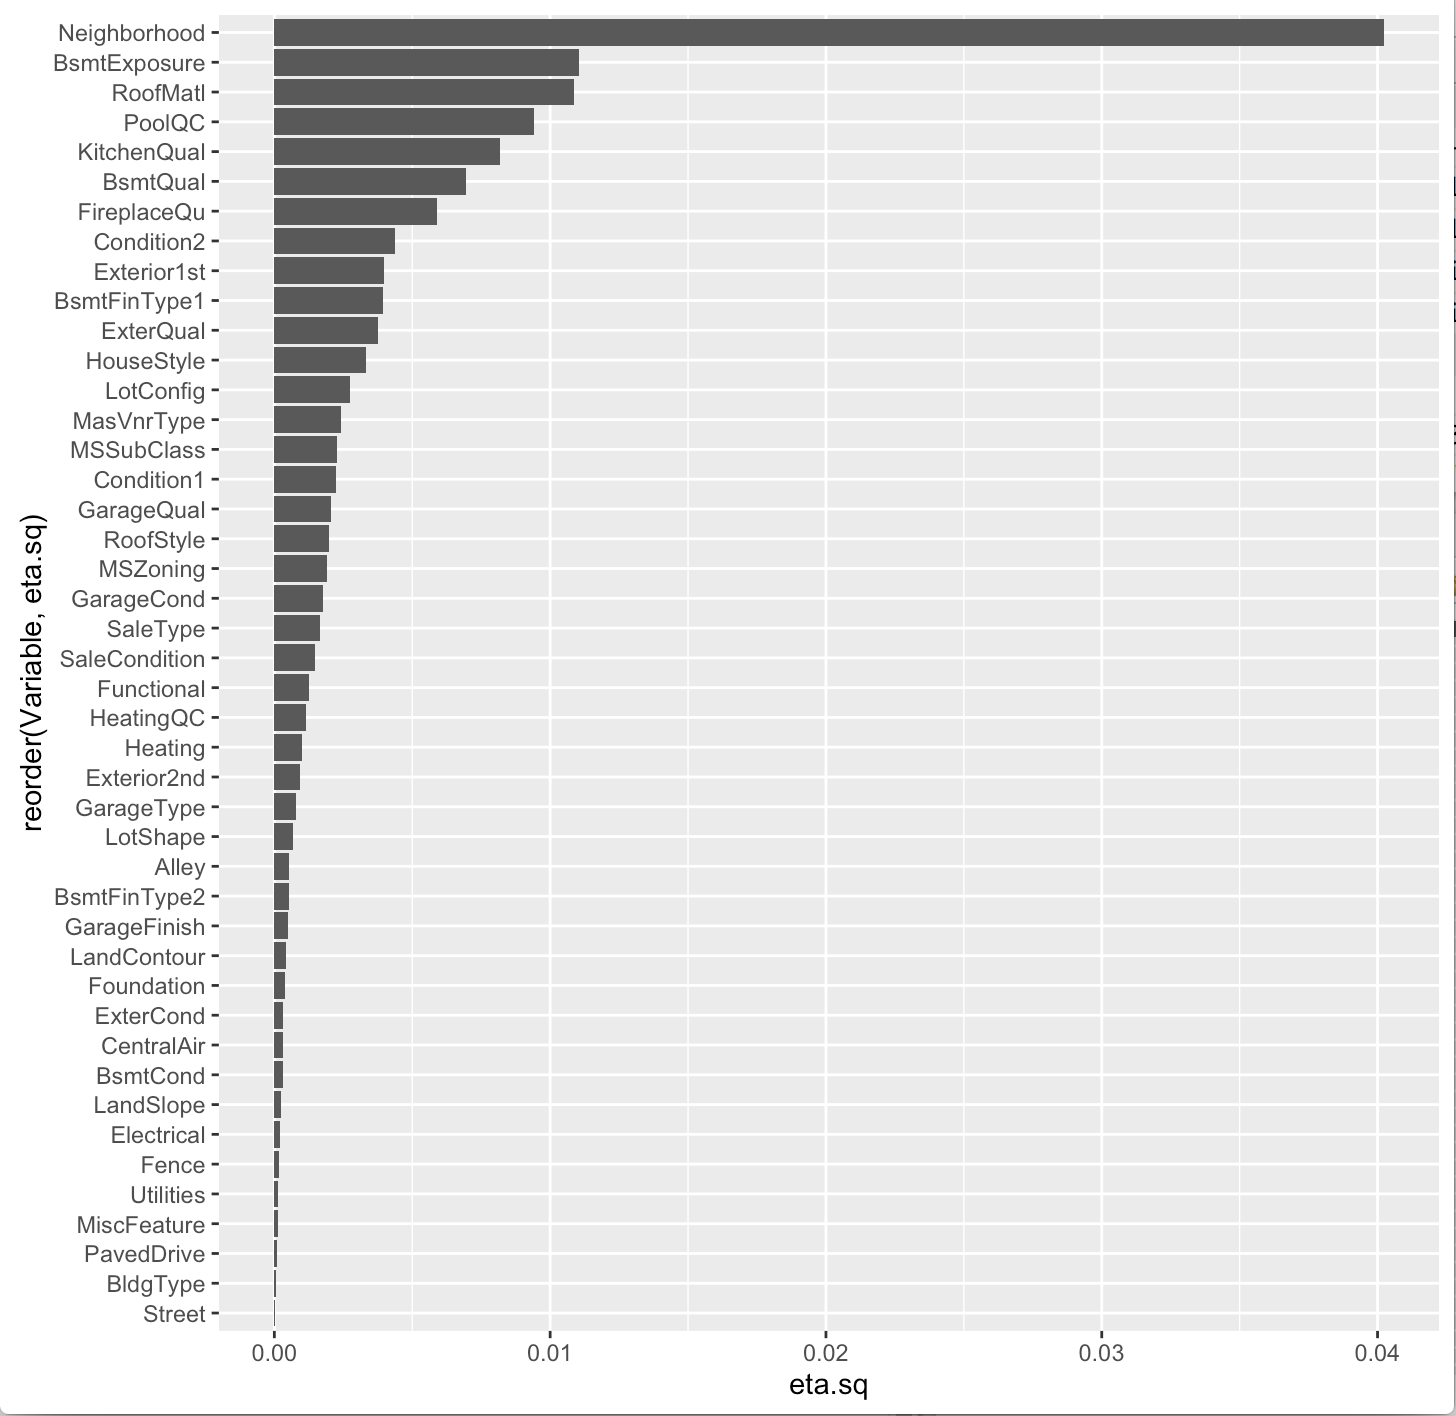 Neighborhood
BsmtExposure
RoofMatl
PoolQC
KitchenQual
BsmtQual
FireplaceQu
Condition2
Exterior1st
BsmtFinType1
ExterQual
HouseStyle
LotConfig
MasVnrType
MSSubClass
Condition1
GarageQual
RoofStyle
MSZoning
GarageCond
SaleType
SaleCondition
Functional
HeatingQC
Heating
Exterior2nd
GarageType
LotShape
Alley
BsmtFinType2
GarageFinish
LandContour
Foundation
ExterCond
CentralAir
BsmtCond
LandSlope
Electrical
Fence
Utilities
MiscFeature
PavedDrive
BldgType
Street
reorder(Variable, eta.sq)
0.00 0.01 0.02 0.03 0.04
eta.sq